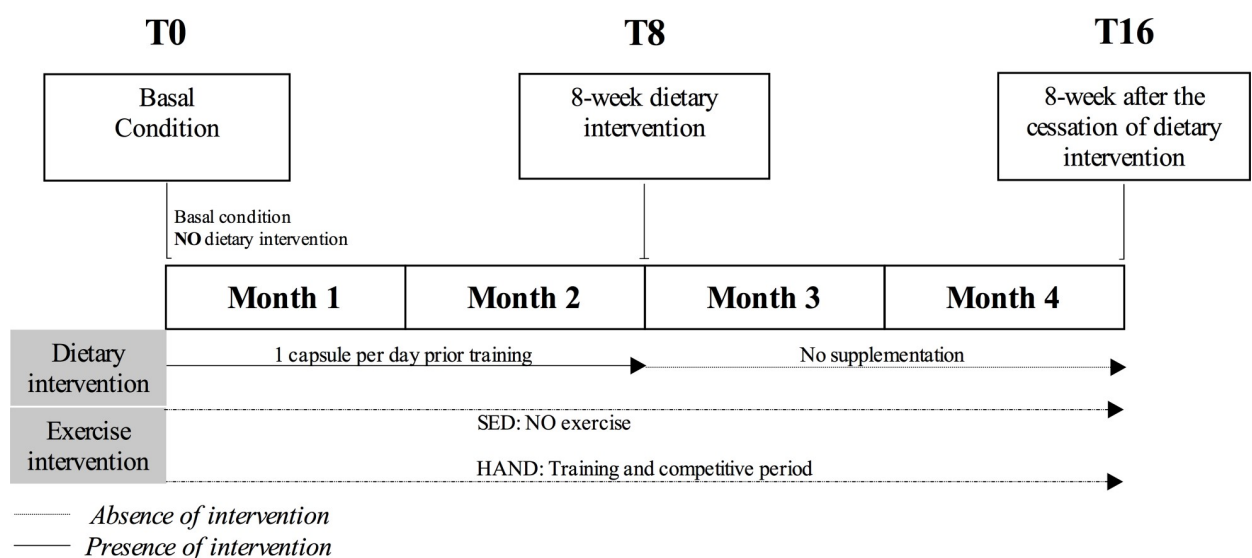 T0
T8
T16
Basal
Condition
8-week dietary
intervention
8-week after the
cessation of dietary
intervention
Basal condition
NO dietary intervention
Month 1
Month 2
Month 3
Month 4
Dietary
intervention
1 capsule per day prior training
No supplementation
Exercise
intervention
SED: NO exercise
HAND: Training and competitive period
Absence of intervention
Presence of intervention